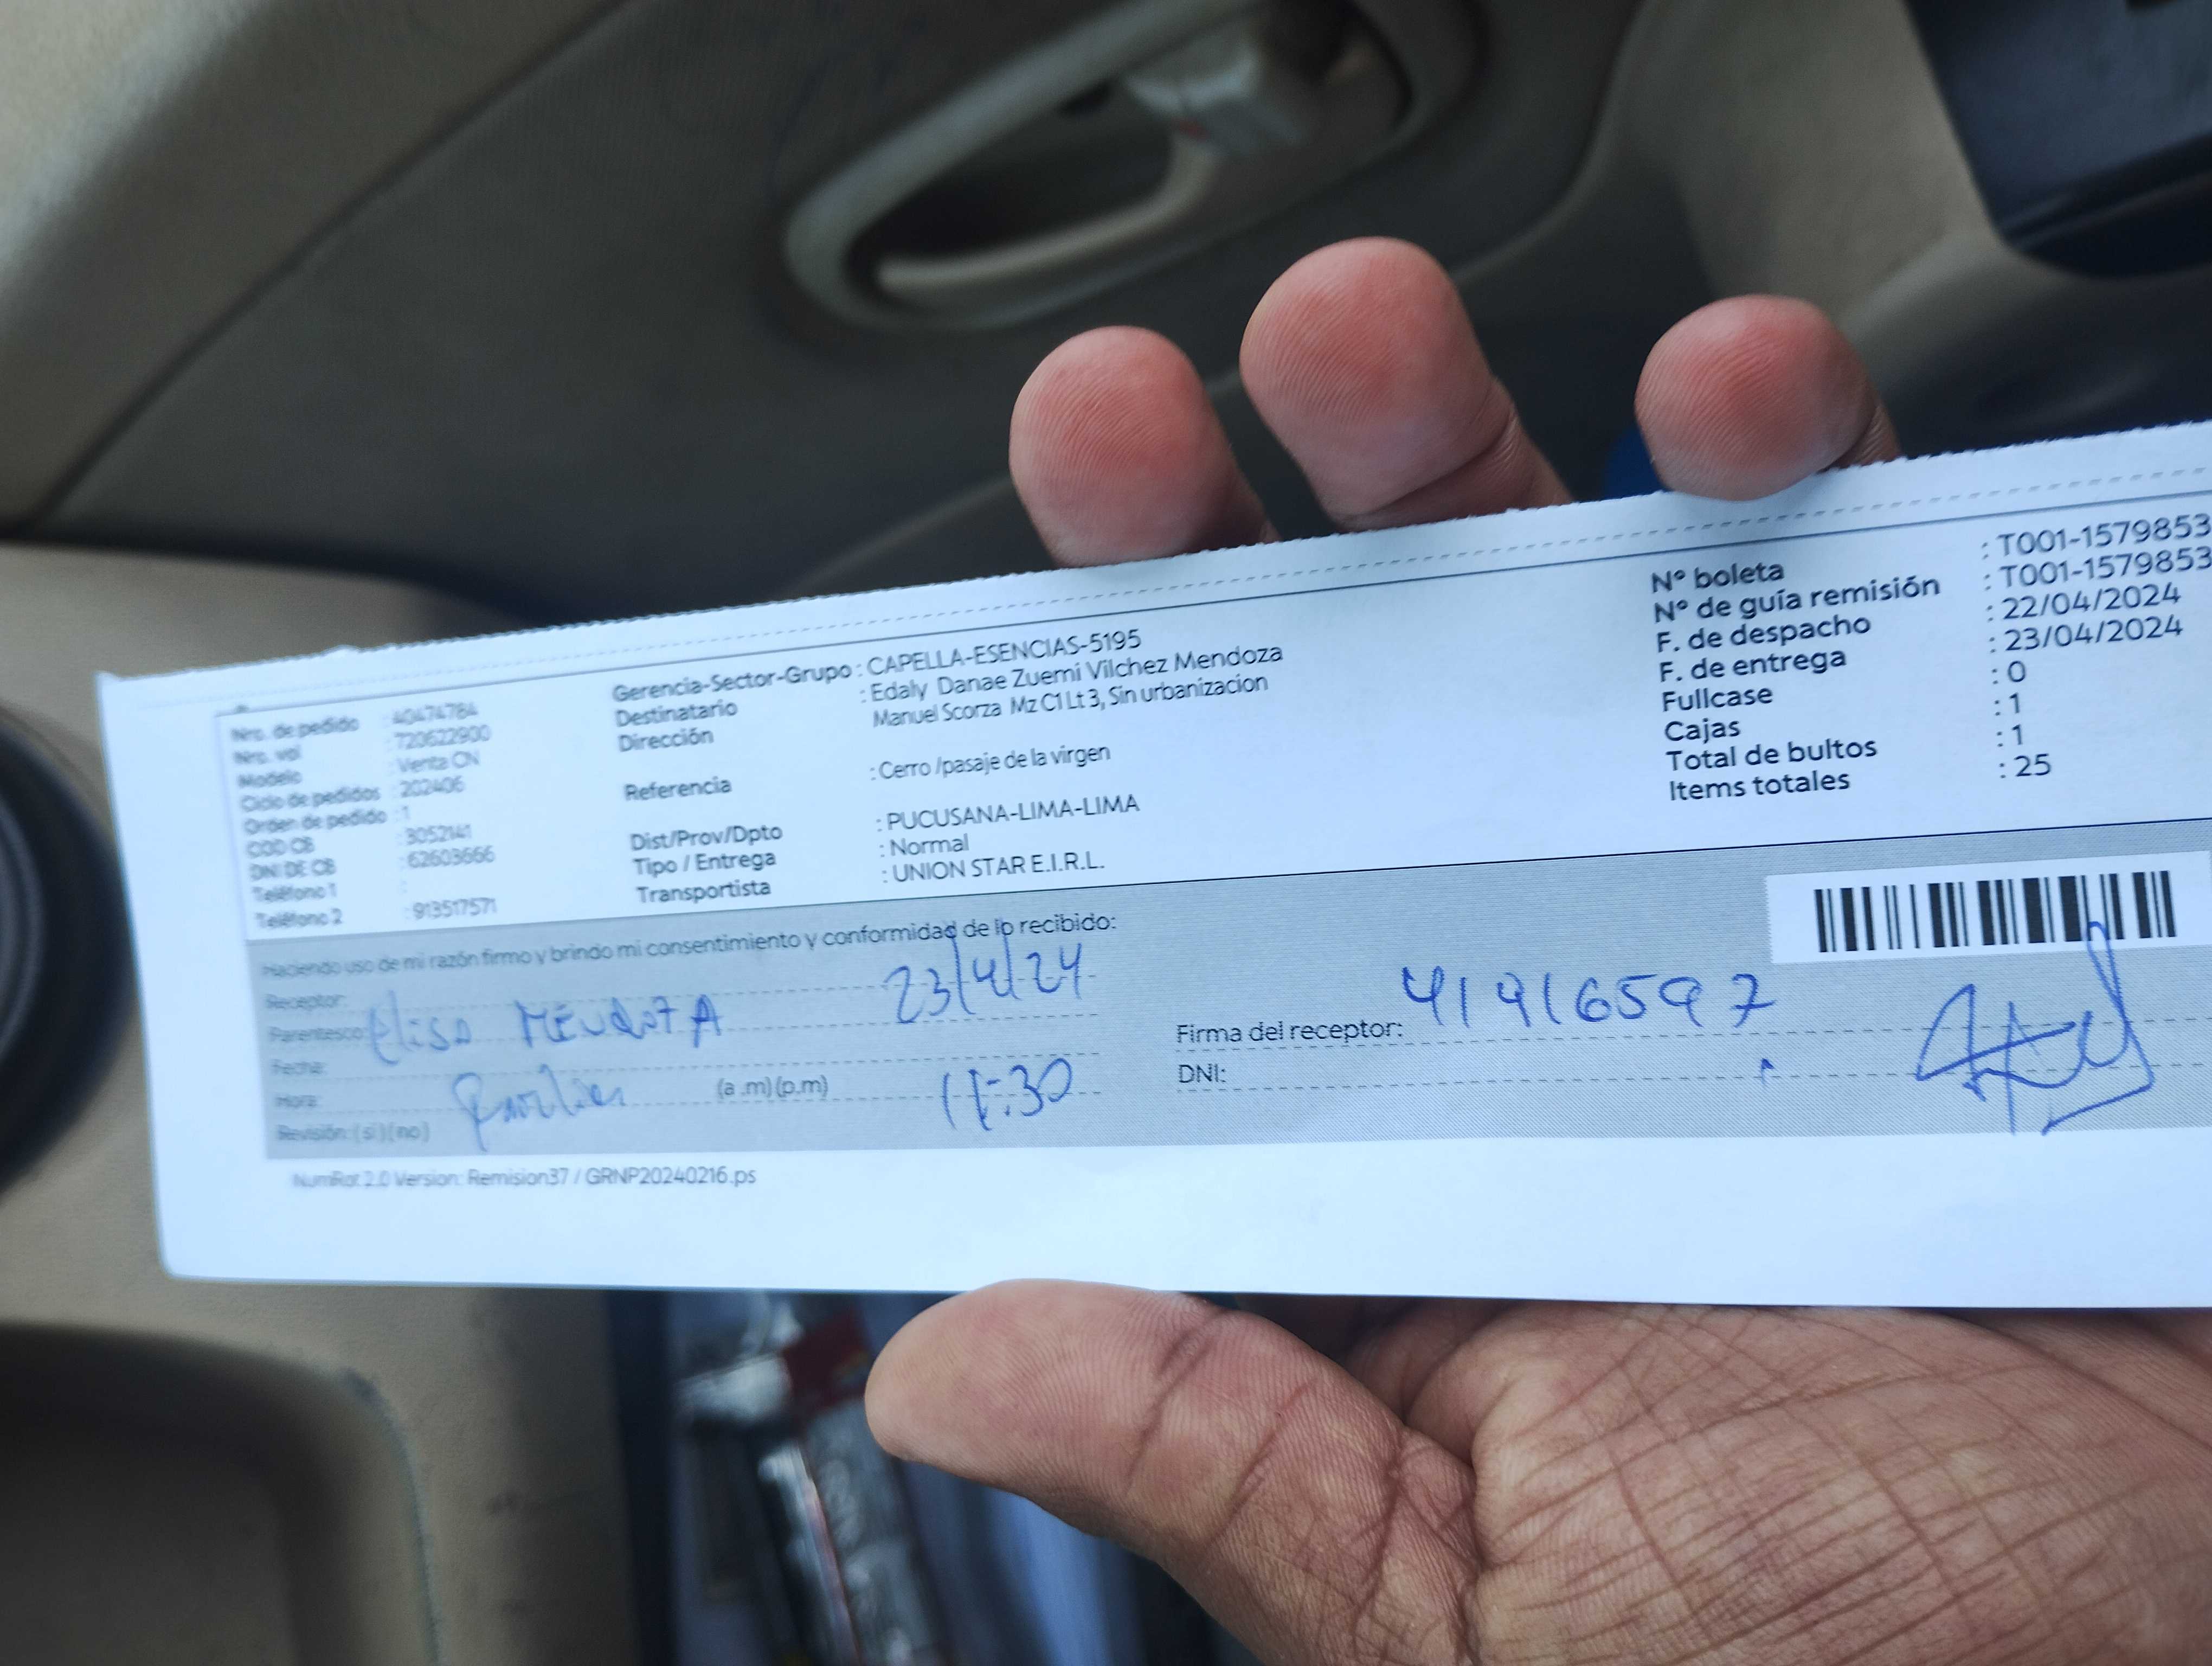 Nro. de pedido : 40474784
Nro. vol : 720622900
Modelo : Venta CN
Ciclo de pedidos : 202406
Orden de pedido : 1
COD CB : 3052141
DNI DE CB : 62603666
Teléfono 1 :
Teléfono 2 : 913517571
Gerencia-Sector-Grupo : CAPELLA-ESENCIAS-5195
Destinatario : Edaly Danae Zuemi Vilchez Mendoza
Dirección Manuel Scorza Mz C1 Lt 3, Sin urbanizacion
Referencia : Cerro /pasaje de la virgen
Dist/Prov/Dpto : PUCUSANA-LIMA-LIMA
Tipo / Entrega : Normal
Transportista : UNION STAR E.I.R.L.
N° boleta : T001-1579853
N° de guía remisión : T001-1579853
F. de despacho : 22/04/2024
F. de entrega : 23/04/2024
Fullcase : 0
Cajas : 1
Total de bultos : 1
Items totales : 25
Haciendo uso de mi razón firmo y brindo mi consentimiento y conformidad de lo recibido:
Receptor:
23/4/24
Parentesco: Elisa MENDOZA
Fecha:
Hora: (a .m) (p.m) 11:30
Revisión: ( si ) ( no )
41916597
Firma del receptor:
DNI:
NumRot 2.0 Version: Remision37 / GRNP20240216.ps